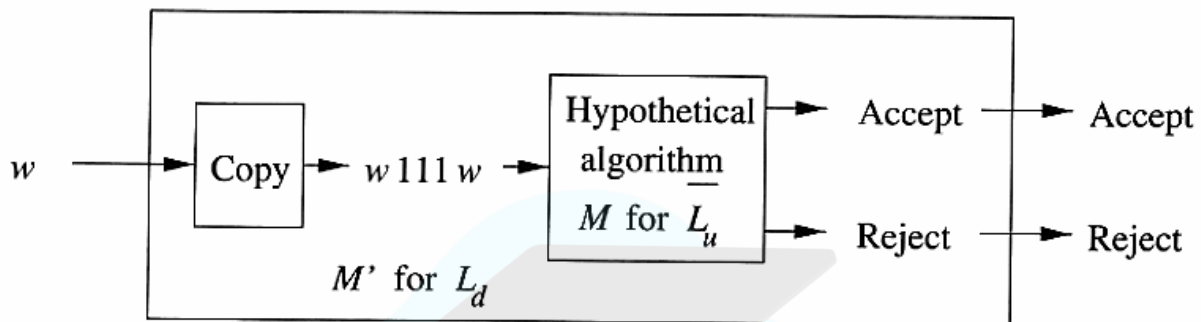 w
Copy
w 111 w
Hypothetical
algorithm
M for L̅u
Accept
Accept
Reject
Reject
M' for Ld